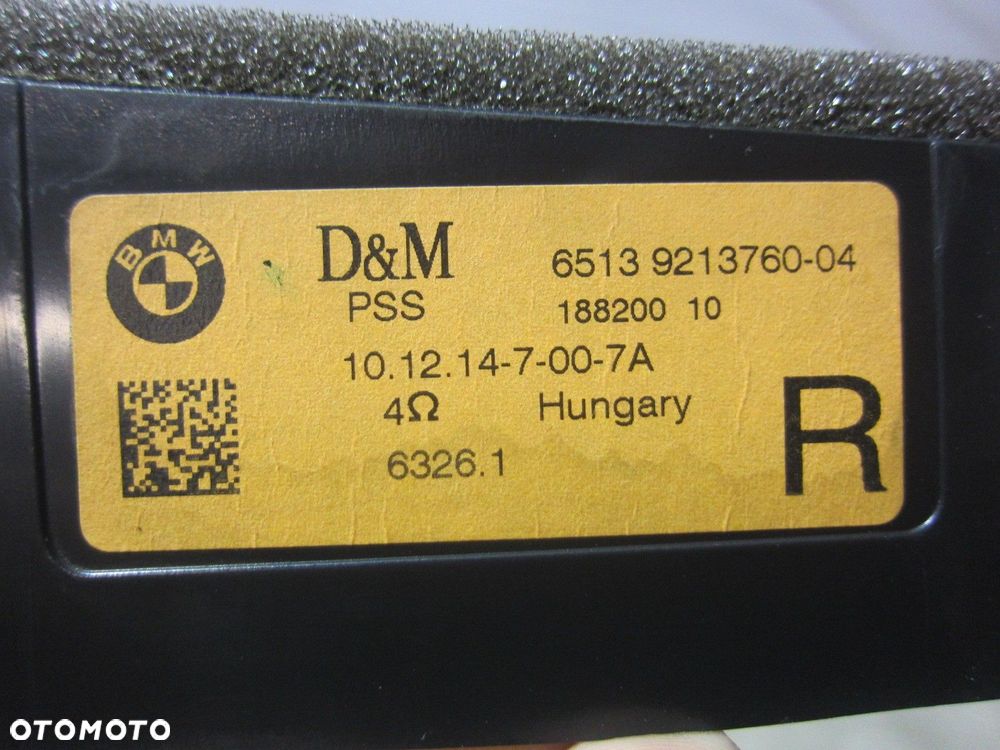 BMW
D&M
6513 9213760-04
PSS
188200 10
10.12.14-7-00-7A
4Ω Hungary
R
6326.1
OTOMOTO